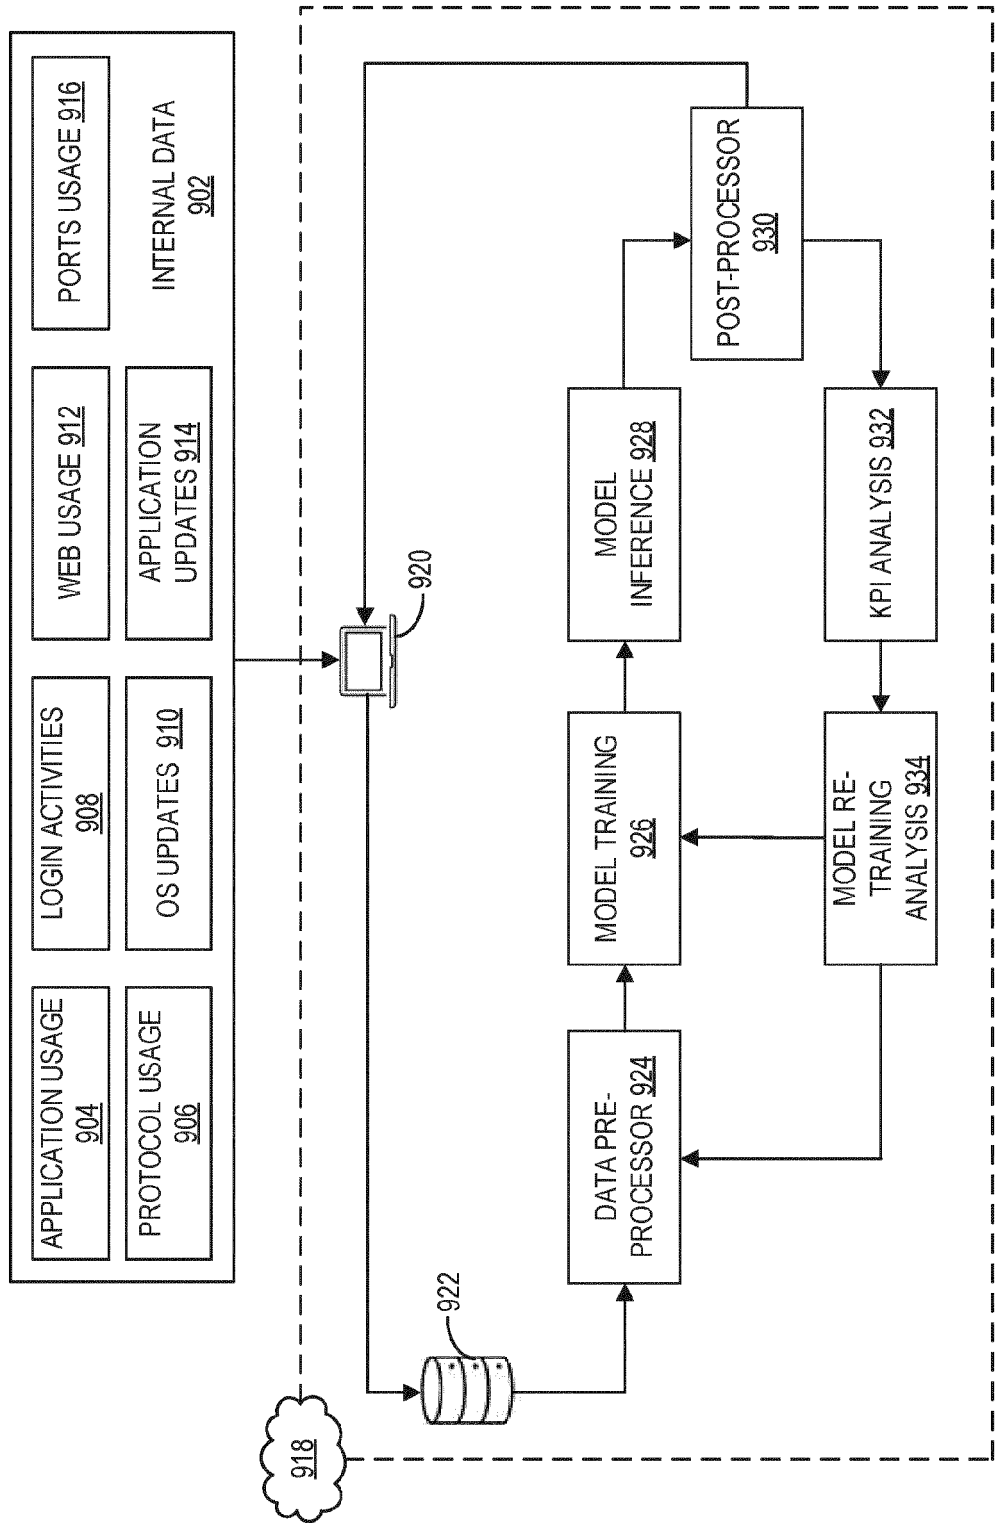 APPLICATION USAGE
904
PROTOCOL USAGE
906
LOGIN ACTIVITIES
908
OS UPDATES 910
WEB USAGE 912
APPLICATION
UPDATES 914
PORTS USAGE 916
INTERNAL DATA
902
918
920
922
DATA PRE-
PROCESSOR 924
MODEL TRAINING
926
MODEL
INFERENCE 928
POST-PROCESSOR
930
KPI ANALYSIS 932
MODEL RE-
TRAINING
ANALYSIS 934